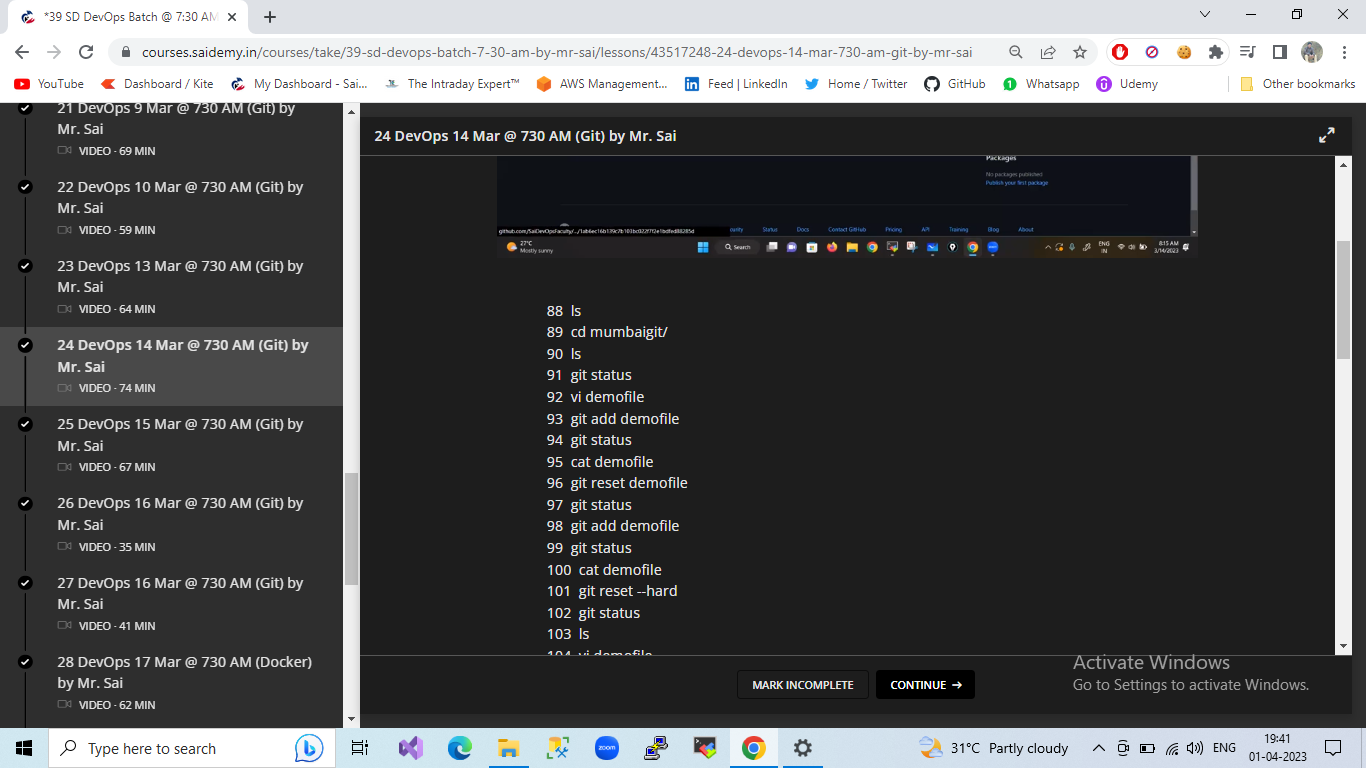 *39 SD DevOps Batch @ 7:30 AM
courses.saidemy.in/courses/take/39-sd-devops-batch-7-30-am-by-mr-sai/lessons/43517248-24-devops-14-mar-730-am-git-by-mr-sai
YouTube
Dashboard / Kite
My Dashboard - Sai...
The Intraday Expert™
AWS Management...
Feed | LinkedIn
Home / Twitter
GitHub
Whatsapp
Udemy
Other bookmarks
21 DevOps 9 Mar @ 730 AM (Git) by
Mr. Sai
VIDEO · 69 MIN
22 DevOps 10 Mar @ 730 AM (Git) by
Mr. Sai
VIDEO · 59 MIN
23 DevOps 13 Mar @ 730 AM (Git) by
Mr. Sai
VIDEO · 64 MIN
24 DevOps 14 Mar @ 730 AM (Git) by
Mr. Sai
VIDEO · 74 MIN
25 DevOps 15 Mar @ 730 AM (Git) by
Mr. Sai
VIDEO · 67 MIN
26 DevOps 16 Mar @ 730 AM (Git) by
Mr. Sai
VIDEO · 35 MIN
27 DevOps 16 Mar @ 730 AM (Git) by
Mr. Sai
VIDEO · 41 MIN
28 DevOps 17 Mar @ 730 AM (Docker)
by Mr. Sai
VIDEO · 62 MIN
24 DevOps 14 Mar @ 730 AM (Git) by Mr. Sai
Packages
No packages published
Publish your first package
Status
Docs
Contact GitHub
Pricing
API
Training
Blog
About
27°C
Mostly sunny
Search
ENG
IN
8:15 AM
3/14/2023
88 ls
89 cd mumbaigit/
90 ls
91 git status
92 vi demofile
93 git add demofile
94 git status
95 cat demofile
96 git reset demofile
97 git status
98 git add demofile
99 git status
100 cat demofile
101 git reset --hard
102 git status
103 ls
104 vi demofile
MARK INCOMPLETE
CONTINUE →
Activate Windows
Go to Settings to activate Windows.
Type here to search
zoom
31°C Partly cloudy
ENG
19:41
01-04-2023